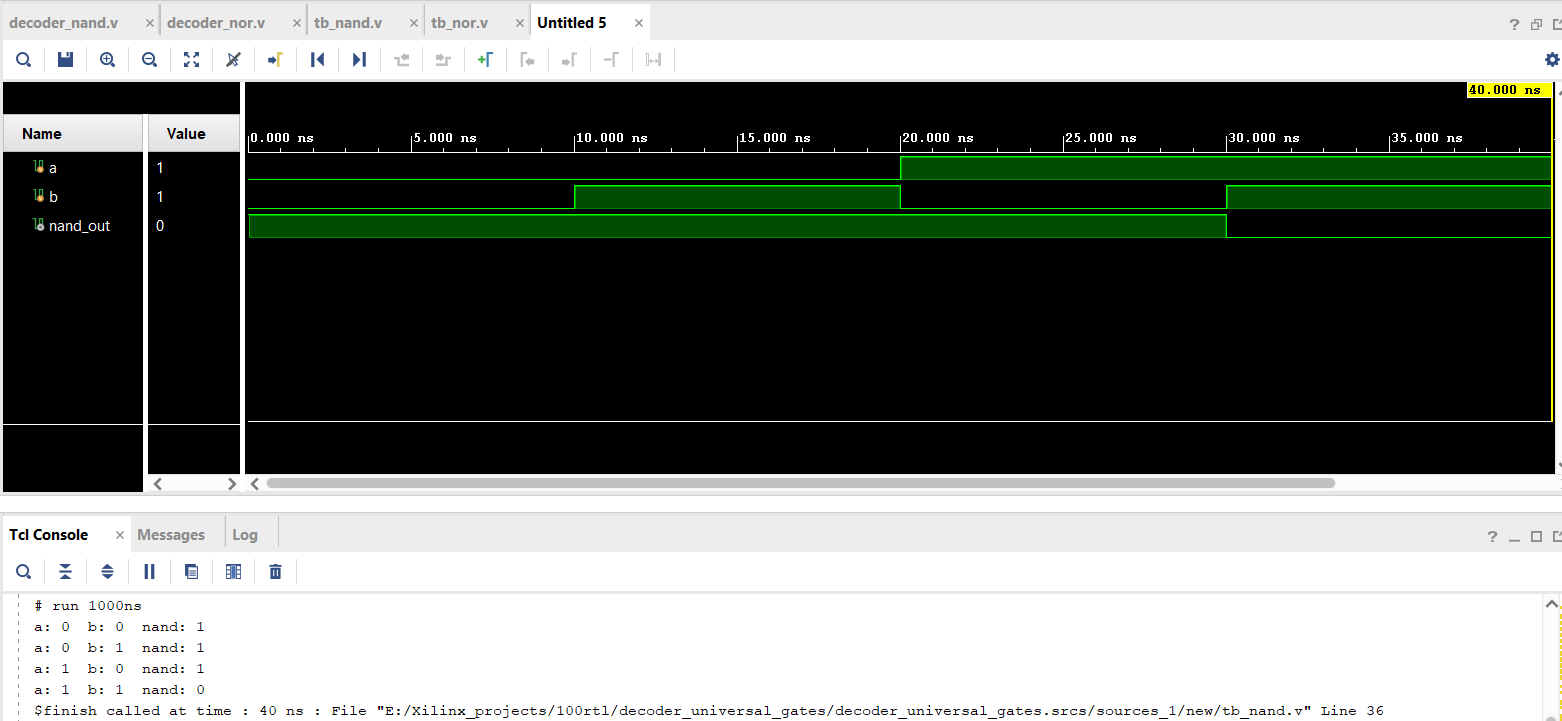 decoder_nand.v × decoder_nor.v × tb_nand.v × tb_nor.v × Untitled 5 ×
?
40.000 ns
Name Value 0.000 ns 5.000 ns 10.000 ns 15.000 ns 20.000 ns 25.000 ns 30.000 ns 35.000 ns
a 1
b 1
nand_out 0
Tcl Console × Messages Log
?
# run 1000ns
a: 0 b: 0 nand: 1
a: 0 b: 1 nand: 1
a: 1 b: 0 nand: 1
a: 1 b: 1 nand: 0
$finish called at time : 40 ns : File "E:/Xilinx_projects/100rtl/decoder_universal_gates/decoder_universal_gates.srcs/sources_1/new/tb_nand.v" Line 36